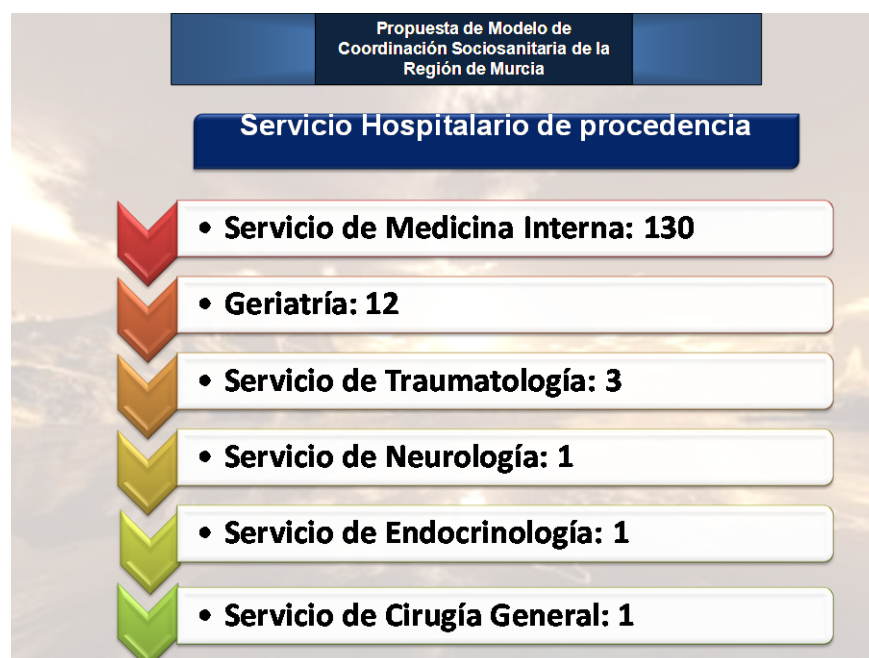 Propuesta de Modelo de
Coordinación Sociosanitaria de la
Región de Murcia
Servicio Hospitalario de procedencia
• Servicio de Medicina Interna: 130
• Geriatría: 12
• Servicio de Traumatología: 3
• Servicio de Neurología: 1
• Servicio de Endocrinología: 1
• Servicio de Cirugía General: 1